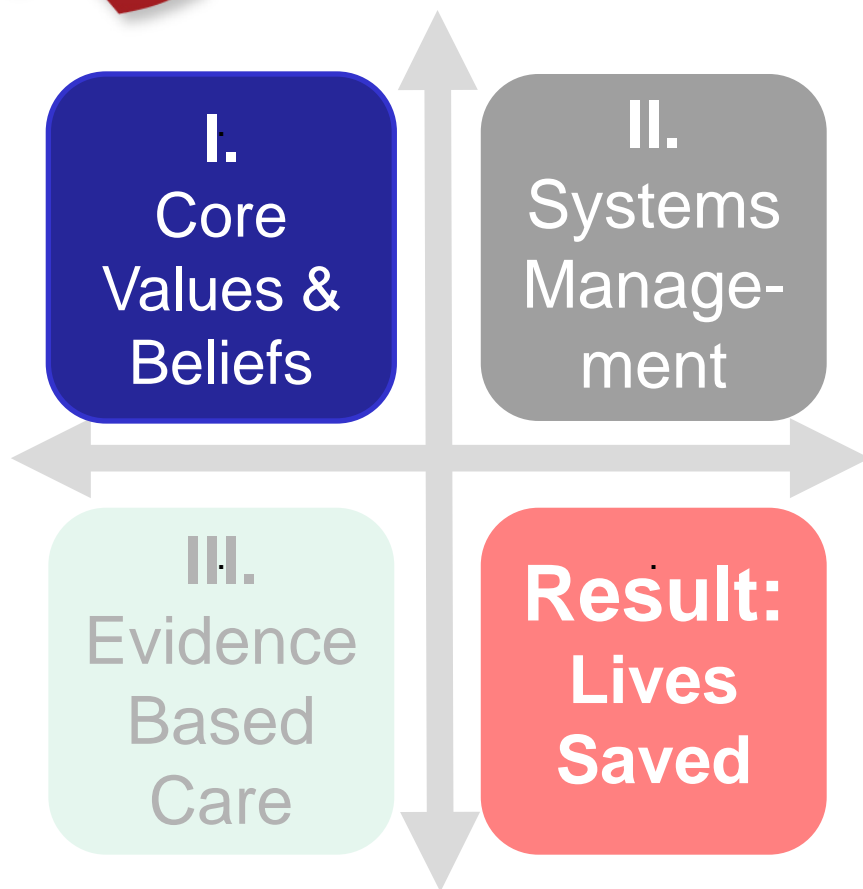 I.
Core
Values &
Beliefs
II.
Systems
Manage-
ment
III.
Evidence
Based
Care
Result:
Lives
Saved